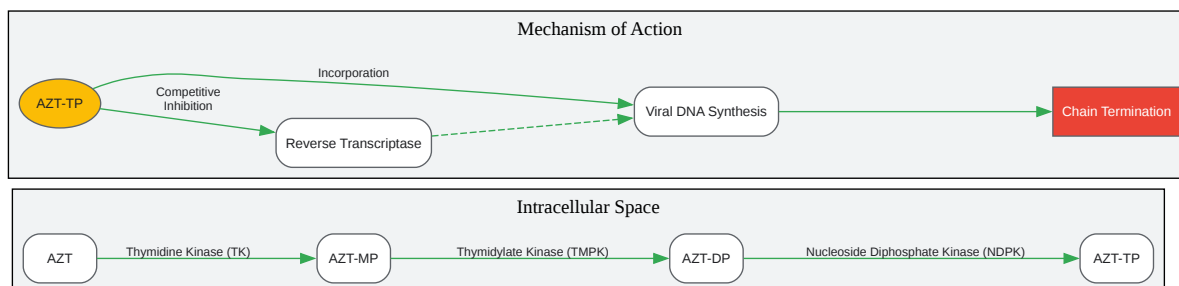 Mechanism of Action
Incorporation
AZT-TP
Competitive
Inhibition
Reverse Transcriptase
Viral DNA Synthesis
Chain Termination
Intracellular Space
AZT
Thymidine Kinase (TK)
AZT-MP
Thymidylate Kinase (TMPK)
AZT-DP
Nucleoside Diphosphate Kinase (NDPK)
AZT-TP